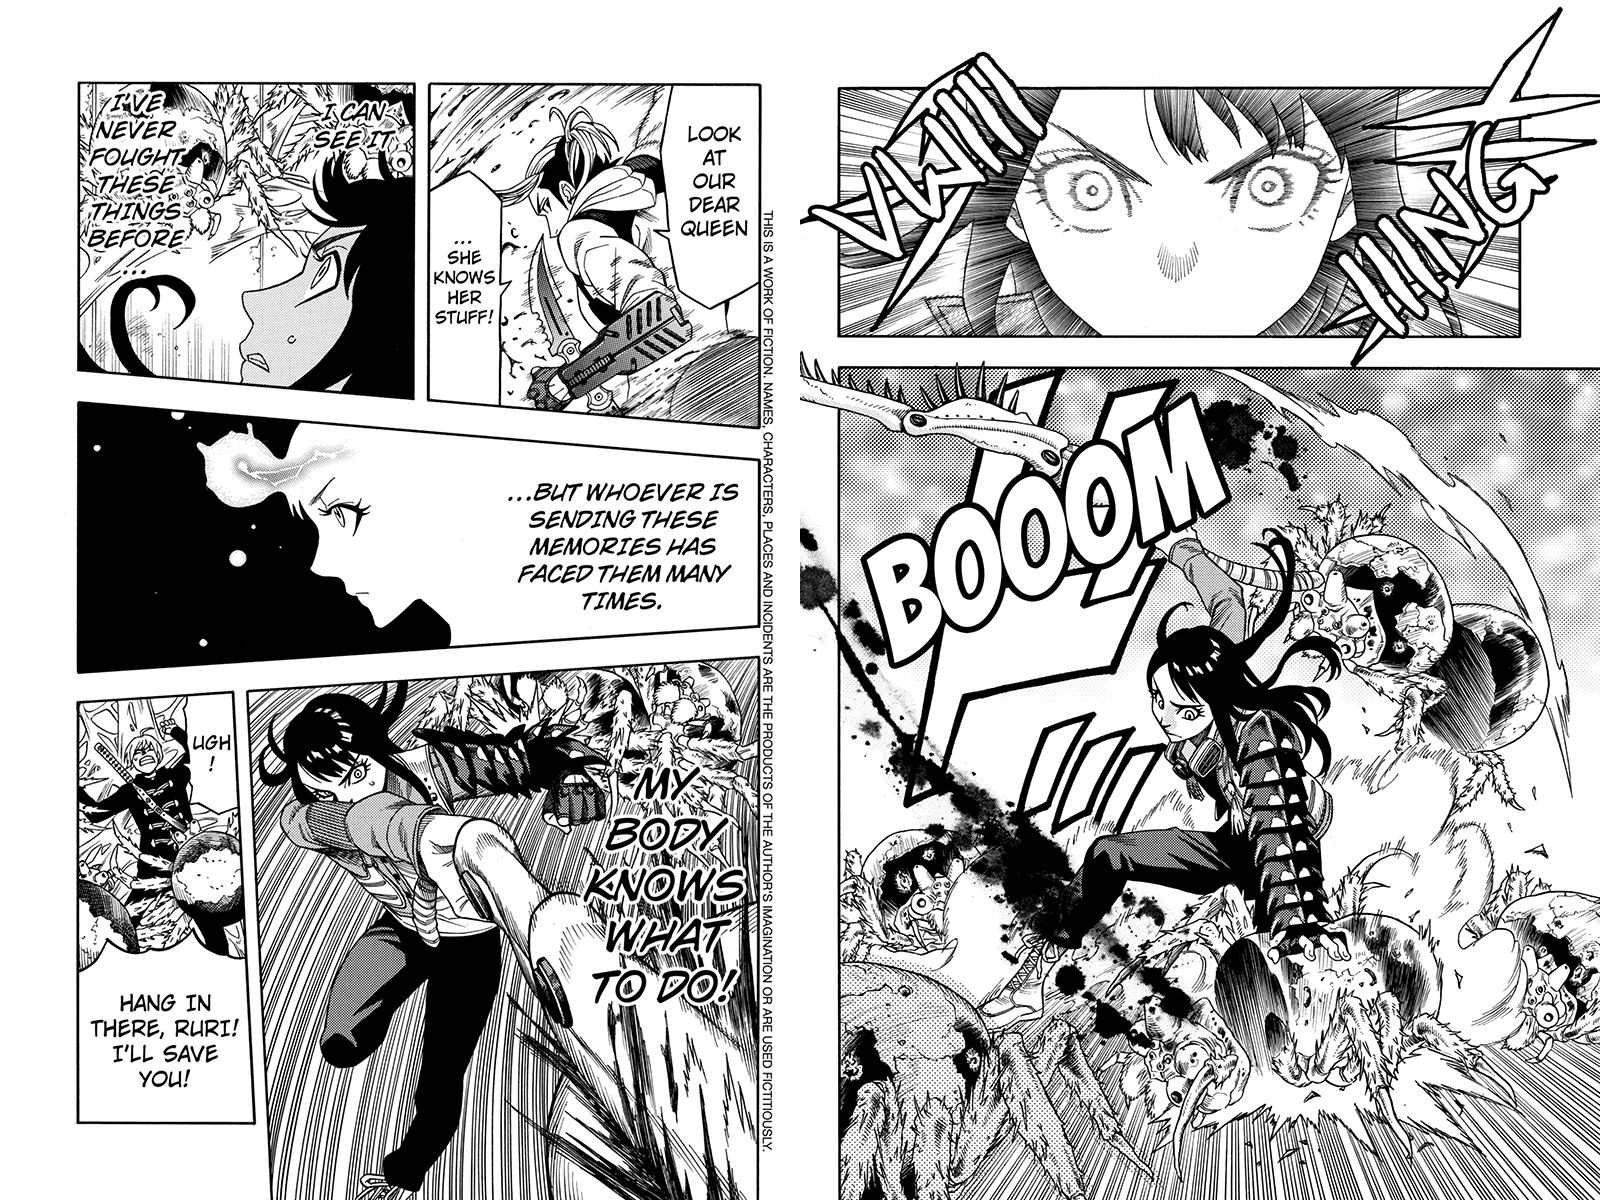 VWIIIIII
IIIING
BOOOM
LOOK
AT
OUR
DEAR
QUEEN
...
SHE
KNOWS
HER
STUFF!
I CAN
SEE IT
I'VE
NEVER
FOUGHT
THESE
THINGS
BEFORE
...
...BUT WHOEVER IS
SENDING THESE
MEMORIES HAS
FACED THEM MANY
TIMES.
MY
BODY
KNOWS
WHAT
TO DO!
UGH
!
HANG IN
THERE, RURI!
I'LL SAVE
YOU!
THIS IS A WORK OF FICTION. NAMES, CHARACTERS, PLACES AND INCIDENTS ARE THE PRODUCTS OF THE AUTHOR'S IMAGINATION OR ARE USED FICTITIOUSLY.